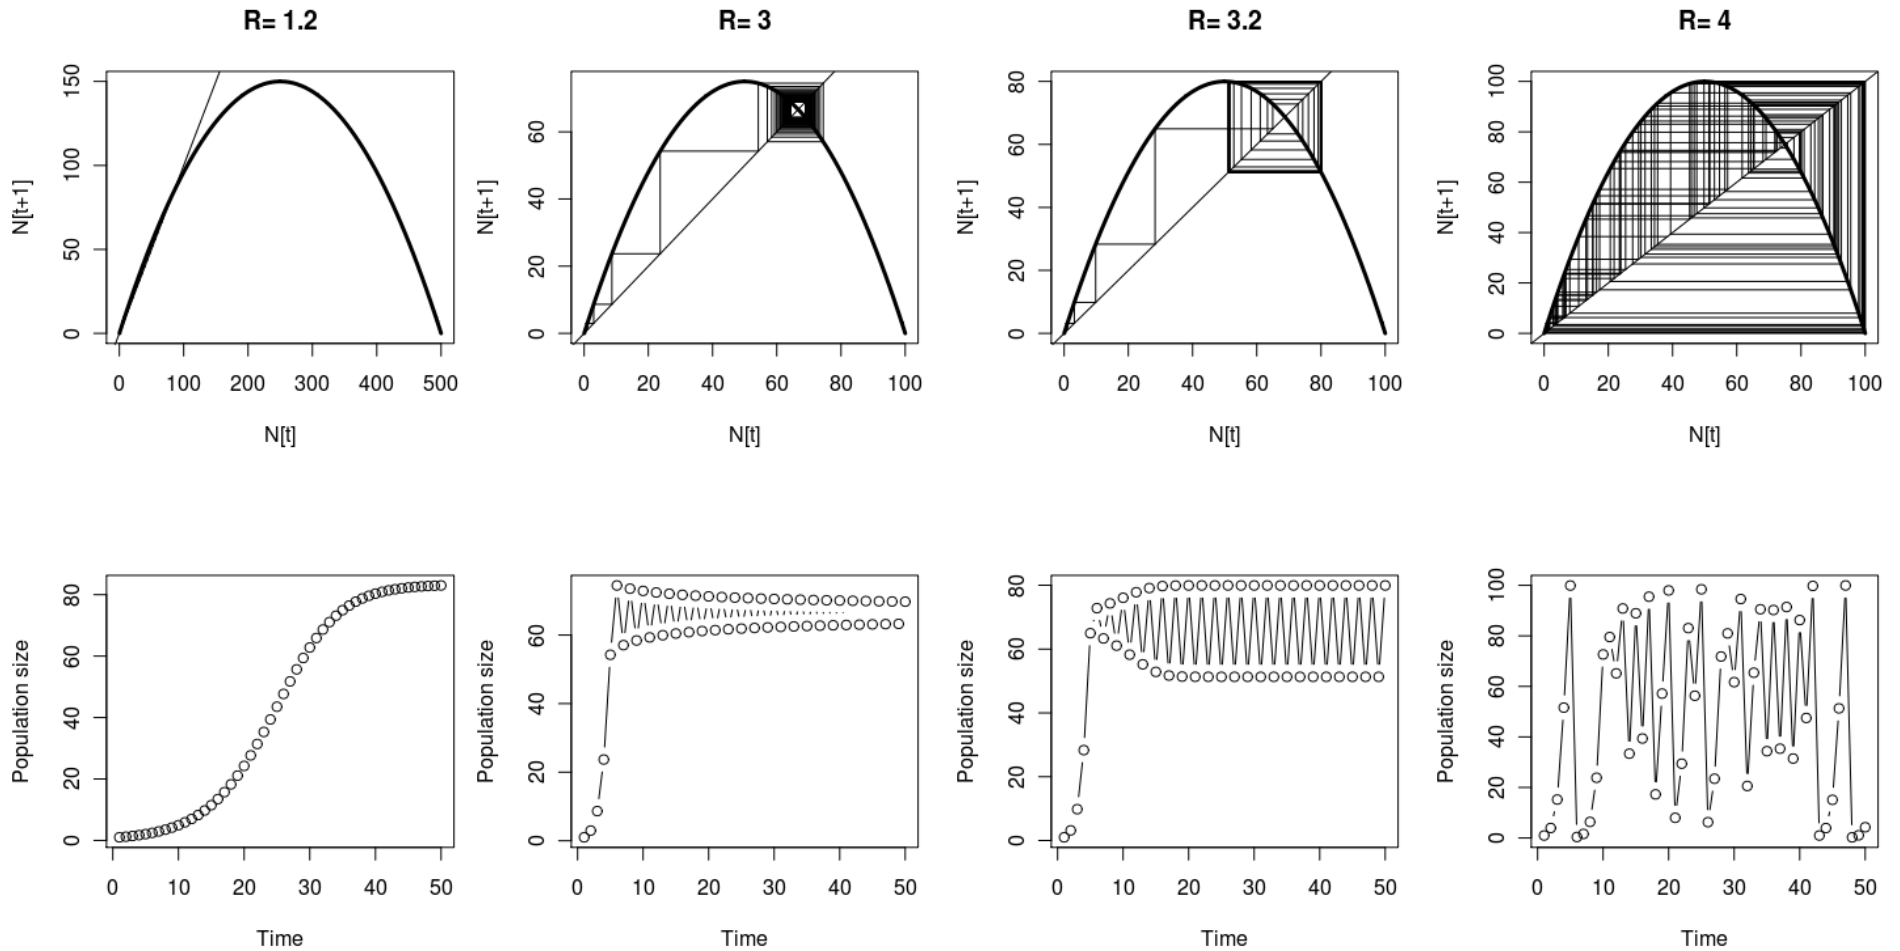 R= 1.2
R= 3
R= 3.2
R= 4
N[t+1]
0 50 100 150
0 100 200 300 400 500
N[t]
N[t+1]
0 20 40 60
0 20 40 60 80 100
N[t]
N[t+1]
0 20 40 60 80
0 20 40 60 80 100
N[t]
N[t+1]
0 20 40 60 80 100
0 20 40 60 80 100
N[t]
Population size
0 20 40 60 80
0 10 20 30 40 50
Time
Population size
0 20 40 60
0 10 20 30 40 50
Time
Population size
0 20 40 60 80
0 10 20 30 40 50
Time
Population size
0 20 40 60 80 100
0 10 20 30 40 50
Time